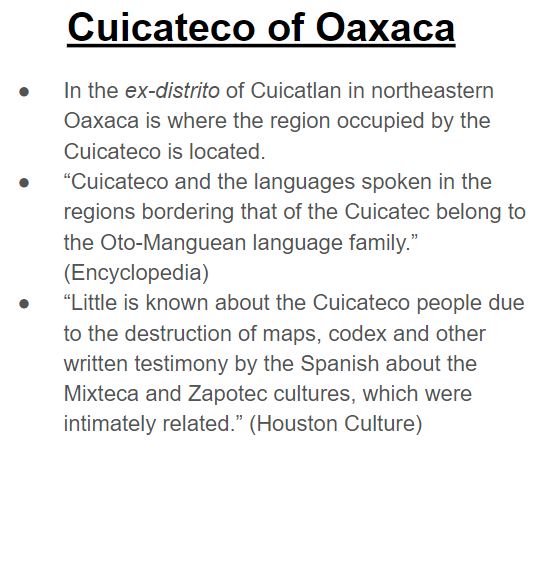 Cuicateco of Oaxaca
● In the ex-distrito of Cuicatlan in northeastern
Oaxaca is where the region occupied by the
Cuicateco is located.
● “Cuicateco and the languages spoken in the
regions bordering that of the Cuicatec belong to
the Oto-Manguean language family.”
(Encyclopedia)
● “Little is known about the Cuicateco people due
to the destruction of maps, codex and other
written testimony by the Spanish about the
Mixteca and Zapotec cultures, which were
intimately related.” (Houston Culture)